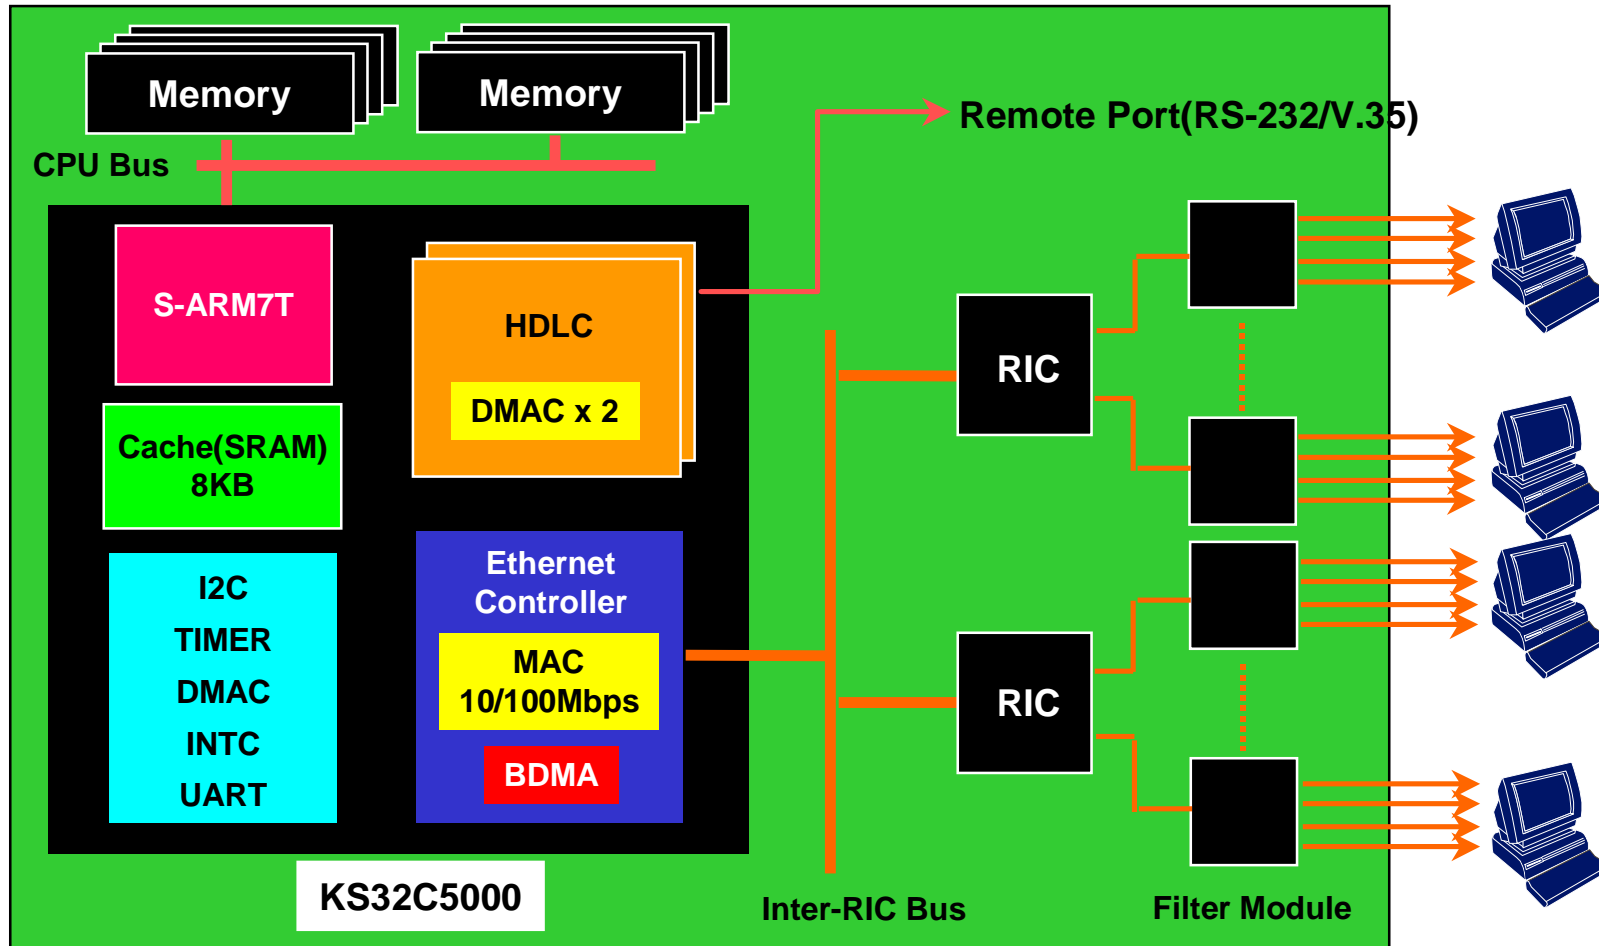 Memory
Memory
Remote Port(RS-232/V.35)
CPU Bus
S-ARM7T
HDLC
DMAC x 2
Cache(SRAM)
8KB
I2C
TIMER
DMAC
INTC
UART
Ethernet
Controller
MAC
10/100Mbps
BDMA
KS32C5000
RIC
RIC
Inter-RIC Bus
Filter Module